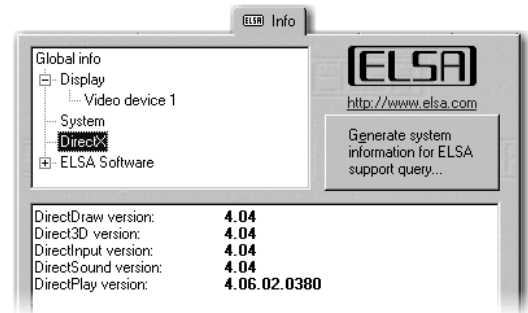 ELSA Info
Global info
Display
Video device 1
System
DirectX
ELSA Software
ELSA
http://www.elsa.com
Generate system
information for ELSA
support query...
DirectDraw version: 4.04
Direct3D version: 4.04
DirectInput version: 4.04
DirectSound version: 4.04
DirectPlay version: 4.06.02.0380